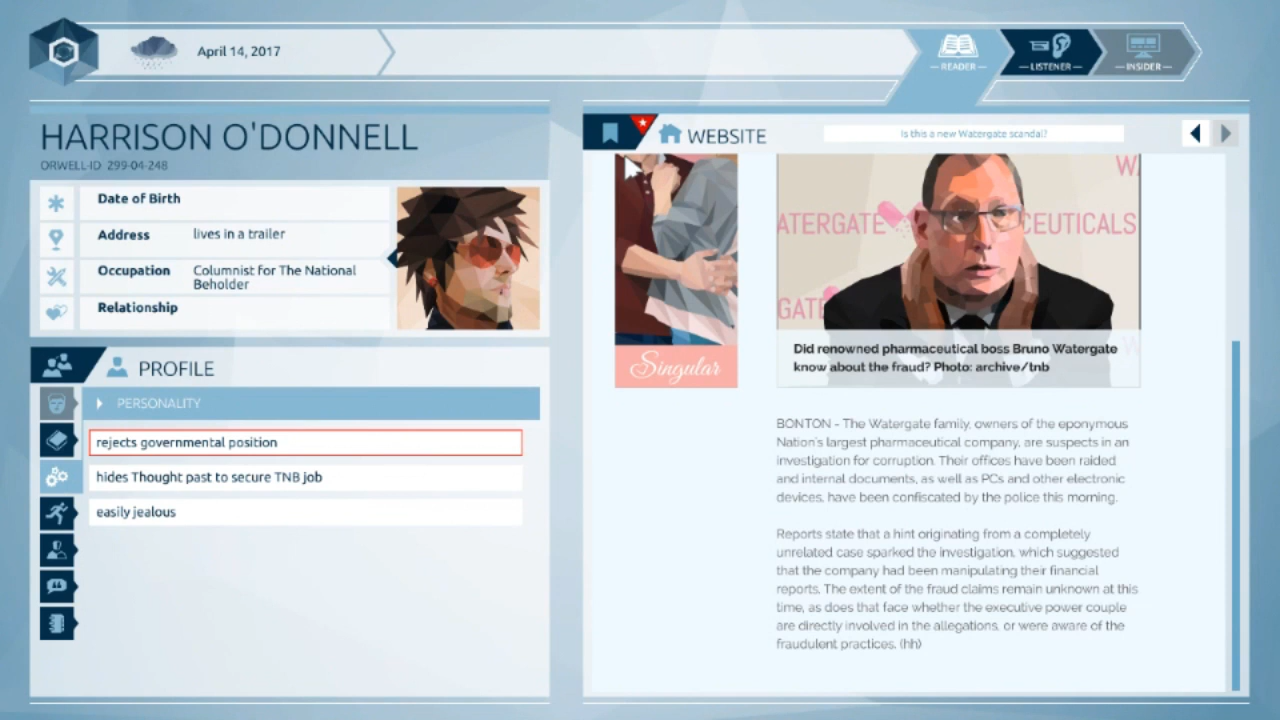 April 14, 2017
READER
LISTENER
INSIDER
HARRISON O'DONNELL
ORWELL-ID 299-04-248
Date of Birth
Address lives in a trailer
Occupation Columnist for The National
Beholder
Relationship
PROFILE
PERSONALITY
rejects governmental position
hides Thought past to secure TNB job
easily jealous
WEBSITE
Is this a new Watergate scandal?
Singular
WA
ATERGATE CEUTICALS
GATE
Did renowned pharmaceutical boss Bruno Watergate
know about the fraud? Photo: archive/tnb
BONTON - The Watergate family, owners of the eponymous
Nation's largest pharmaceutical company, are suspects in an
investigation for corruption. Their offices have been raided
and internal documents, as well as PCs and other electronic
devices, have been confiscated by the police this morning.
Reports state that a hint originating from a completely
unrelated case sparked the investigation, which suggested
that the company had been manipulating their financial
reports. The extent of the fraud claims remain unknown at this
time, as does that face whether the executive power couple
are directly involved in the allegations, or were aware of the
fraudulent practices. (hh)